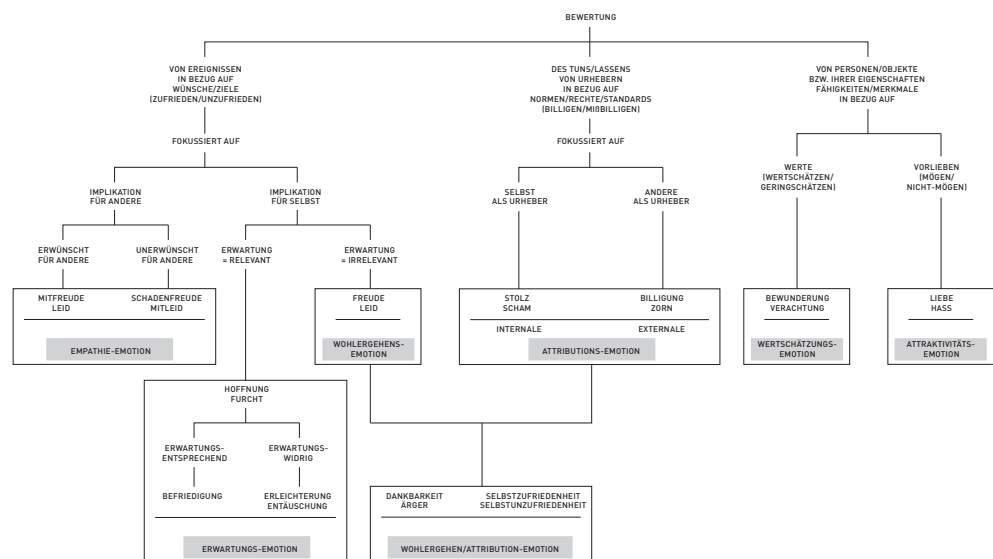 BEWERTUNG
VON EREIGNISSEN
IN BEZUG AUF
WÜNSCHE/ZIELE
(ZUFRIEDEN/UNZUFRIEDEN)
DES TUNS/LASSENS
VON URHEBERN
IN BEZUG AUF
NORMEN/RECHTE/STANDARDS
(BILLIGEN/MIßBILLIGEN)
VON PERSONEN/OBJEKTE
BZW. IHRER EIGENSCHAFTEN
FÄHIGKEITEN/MERKMALE
IN BEZUG AUF
FOKUSSIERT AUF
FOKUSSIERT AUF
WERTE
(WERTSCHÄTZEN/
GERINGSCHÄTZEN)
VORLIEBEN
(MÖGEN/
NICHT-MÖGEN)
IMPLIKATION
FÜR ANDERE
IMPLIKATION
FÜR SELBST
SELBST
ALS URHEBER
ANDERE
ALS URHEBER
ERWÜNSCHT
FÜR ANDERE
UNERWÜNSCHT
FÜR ANDERE
ERWARTUNG
= RELEVANT
ERWARTUNG
= IRRELEVANT
MITFREUDE
LEID
SCHADENFREUDE
MITLEID
EMPATHIE-EMOTION
FREUDE
LEID
WOHLERGEHENS-
EMOTION
STOLZ
SCHAM
BILLIGUNG
ZORN
INTERNALE
EXTERNALE
ATTRIBUTIONS-EMOTION
BEWUNDERUNG
VERACHTUNG
WERTSCHÄTZUNGS-
EMOTION
LIEBE
HASS
ATTRAKTIVITÄTS-
EMOTION
HOFFNUNG
FURCHT
ERWARTUNGS-
ENTSPRECHEND
ERWARTUNGS-
WIDRIG
BEFRIEDIGUNG
ERLEICHTERUNG
ENTÄUSCHUNG
ERWARTUNGS-EMOTION
DANKBARKEIT
ÄRGER
SELBSTZUFRIEDENHEIT
SELBSTUNZUFRIEDENHEIT
WOHLERGEHEN/ATTRIBUTION-EMOTION